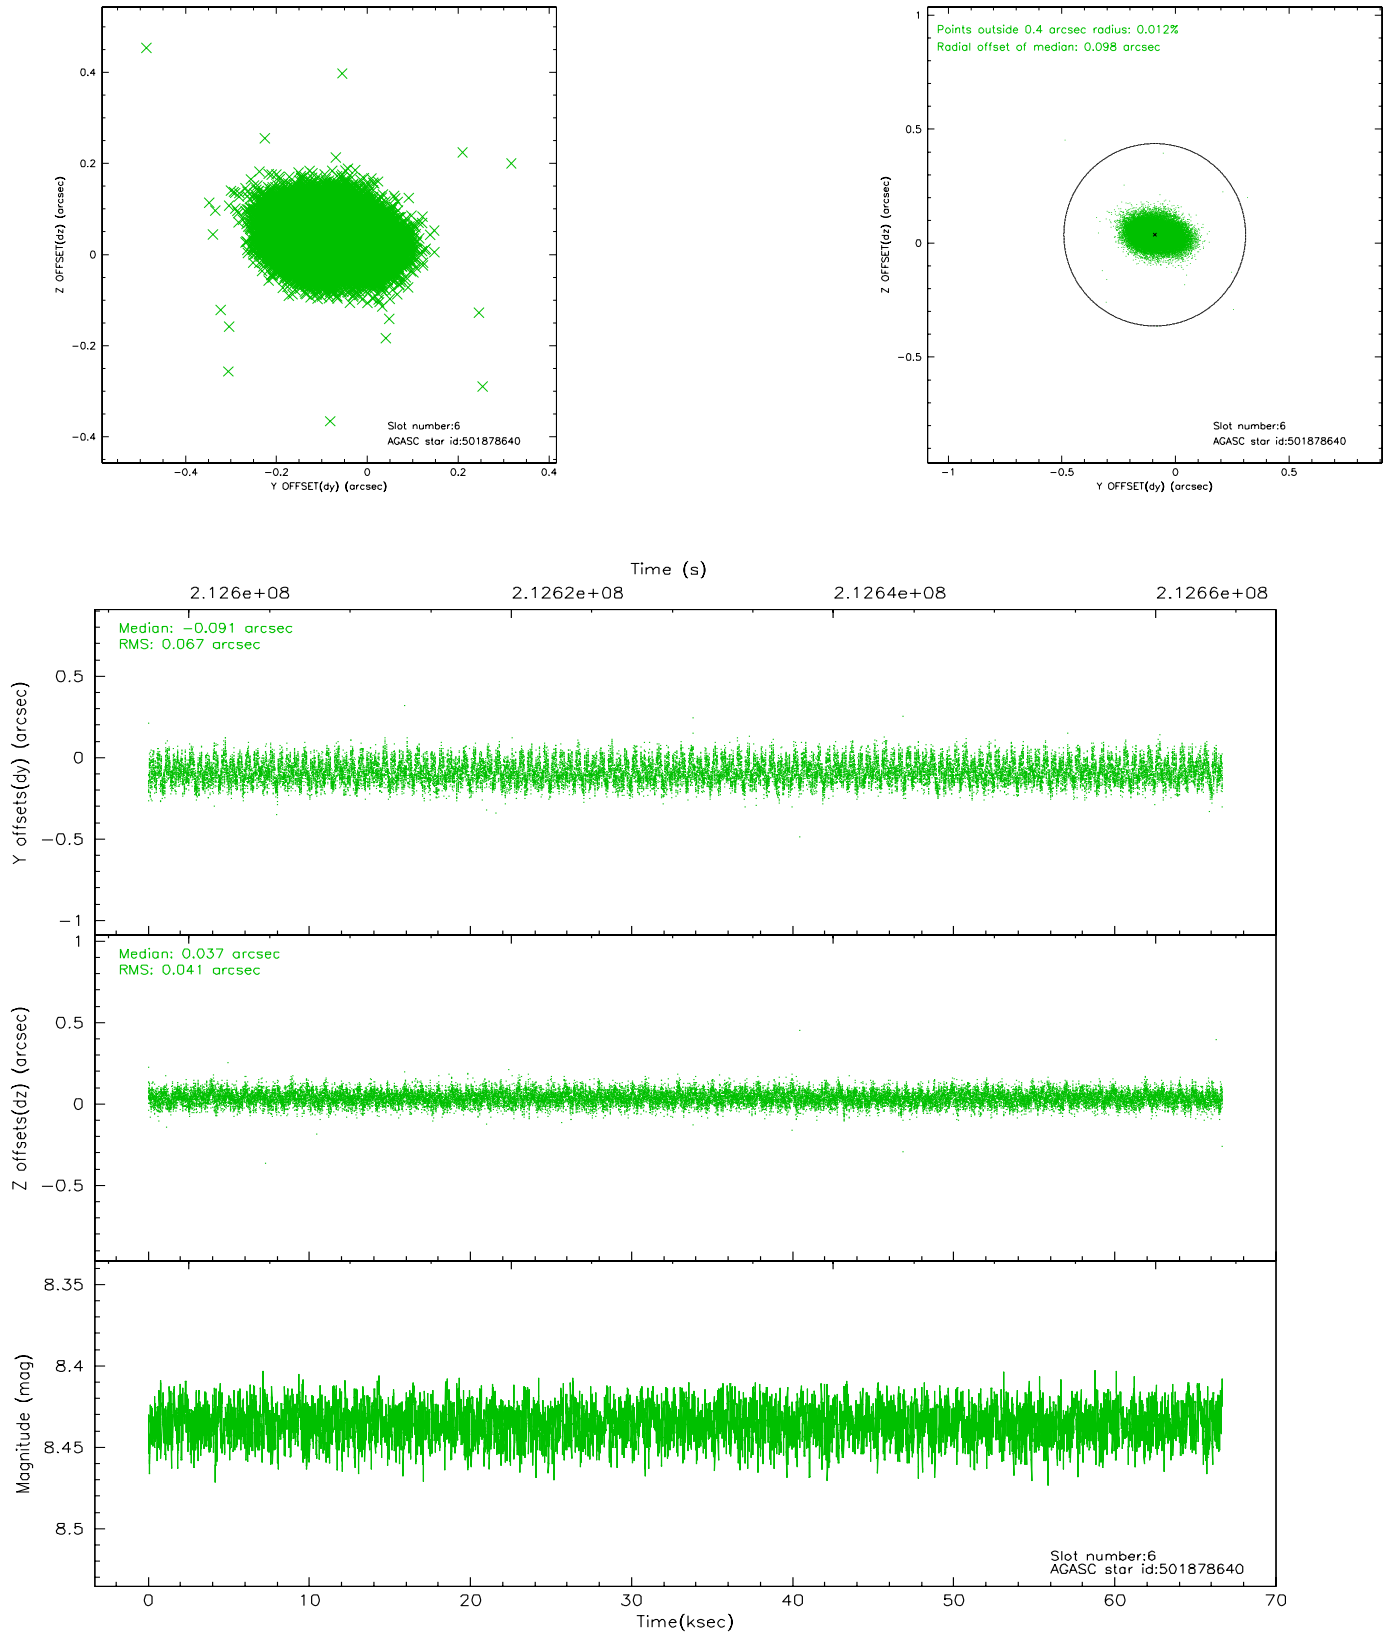 0.4
0.2
0
−0.2
−0.4
Z OFFSET(dz) (arcsec)
Slot number:6
AGASC star id:501878640
−0.4
−0.2
0
0.2
0.4
Y OFFSET(dy) (arcsec)
Points outside 0.4 arcsec radius: 0.012%
Radial offset of median: 0.098 arcsec
1
0.5
0
−0.5
Z OFFSET(dz) (arcsec)
Slot number:6
AGASC star id:501878640
−1
−0.5
0
0.5
Y OFFSET(dy) (arcsec)
Time (s)
2.126e+08
2.1262e+08
2.1264e+08
2.1266e+08
Median: −0.091 arcsec
RMS: 0.067 arcsec
0.5
0
−0.5
−1
Y offsets(dy) (arcsec)
Median: 0.037 arcsec
RMS: 0.041 arcsec
1
0.5
0
−0.5
Z offsets(dz) (arcsec)
8.35
8.4
8.45
8.5
Magnitude (mag)
Slot number:6
AGASC star id:501878640
0
10
20
30
40
50
60
70
Time(ksec)